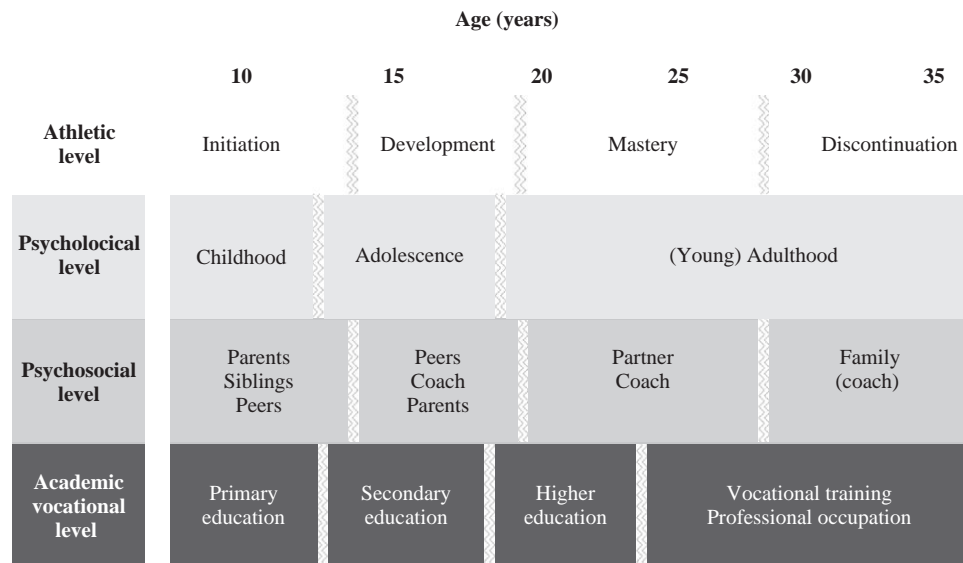 Age (years)
10 15 20 25 30 35
Athletic
level
Initiation Development Mastery Discontinuation
Psycholocical
level
Childhood Adolescence (Young) Adulthood
Psychosocial
level
Parents
Siblings
Peers
Peers
Coach
Parents
Partner
Coach
Family
(coach)
Academic
vocational
level
Primary
education
Secondary
education
Higher
education
Vocational training
Professional occupation